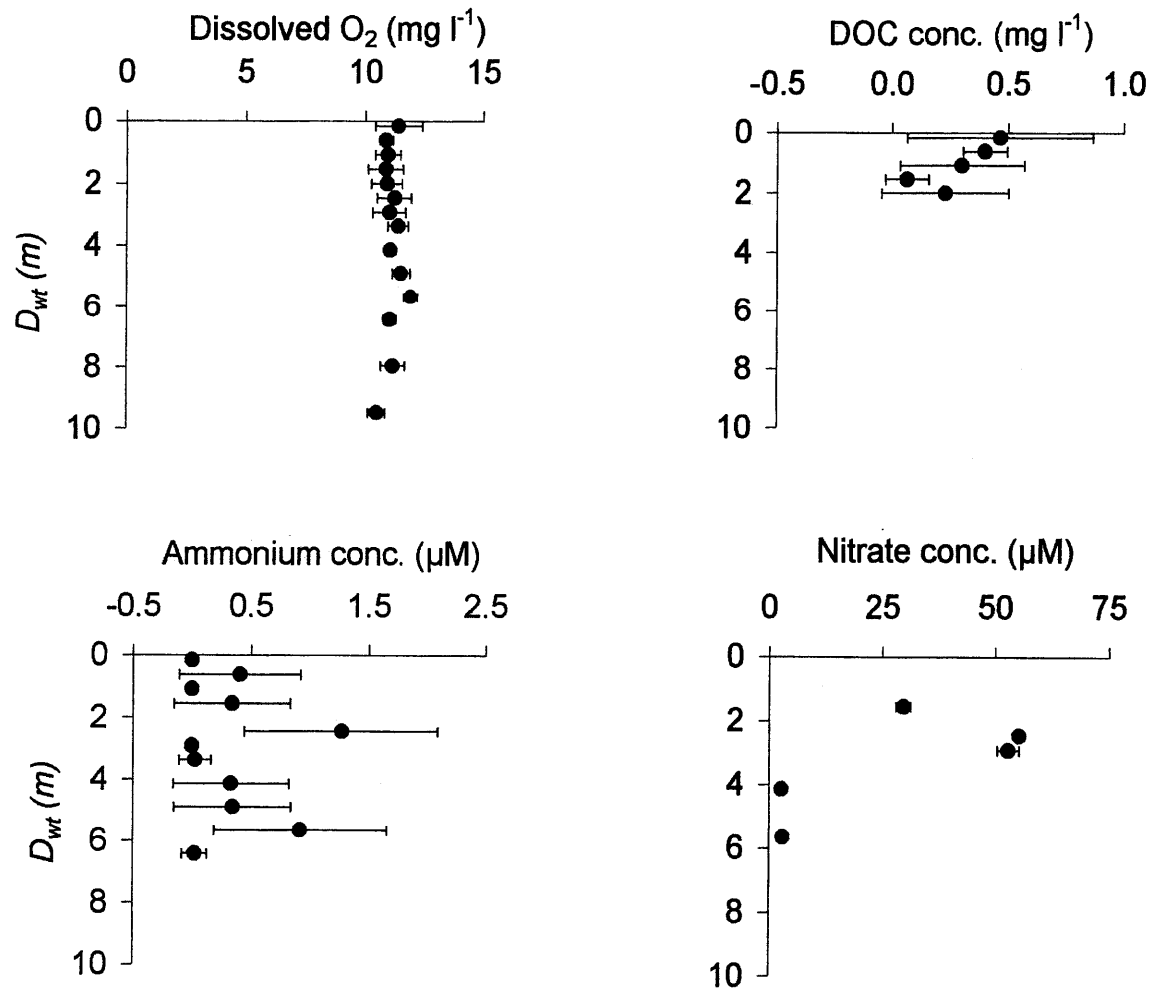 Dissolved O2 (mg l-1)
0 5 10 15
0
2
4
6
8
10
Dwt (m)
DOC conc. (mg l-1)
-0.5 0.0 0.5 1.0
0
2
4
6
8
10
Ammonium conc. (µM)
-0.5 0.5 1.5 2.5
0
2
4
6
8
10
Dwt (m)
Nitrate conc. (µM)
0 25 50 75
0
2
4
6
8
10